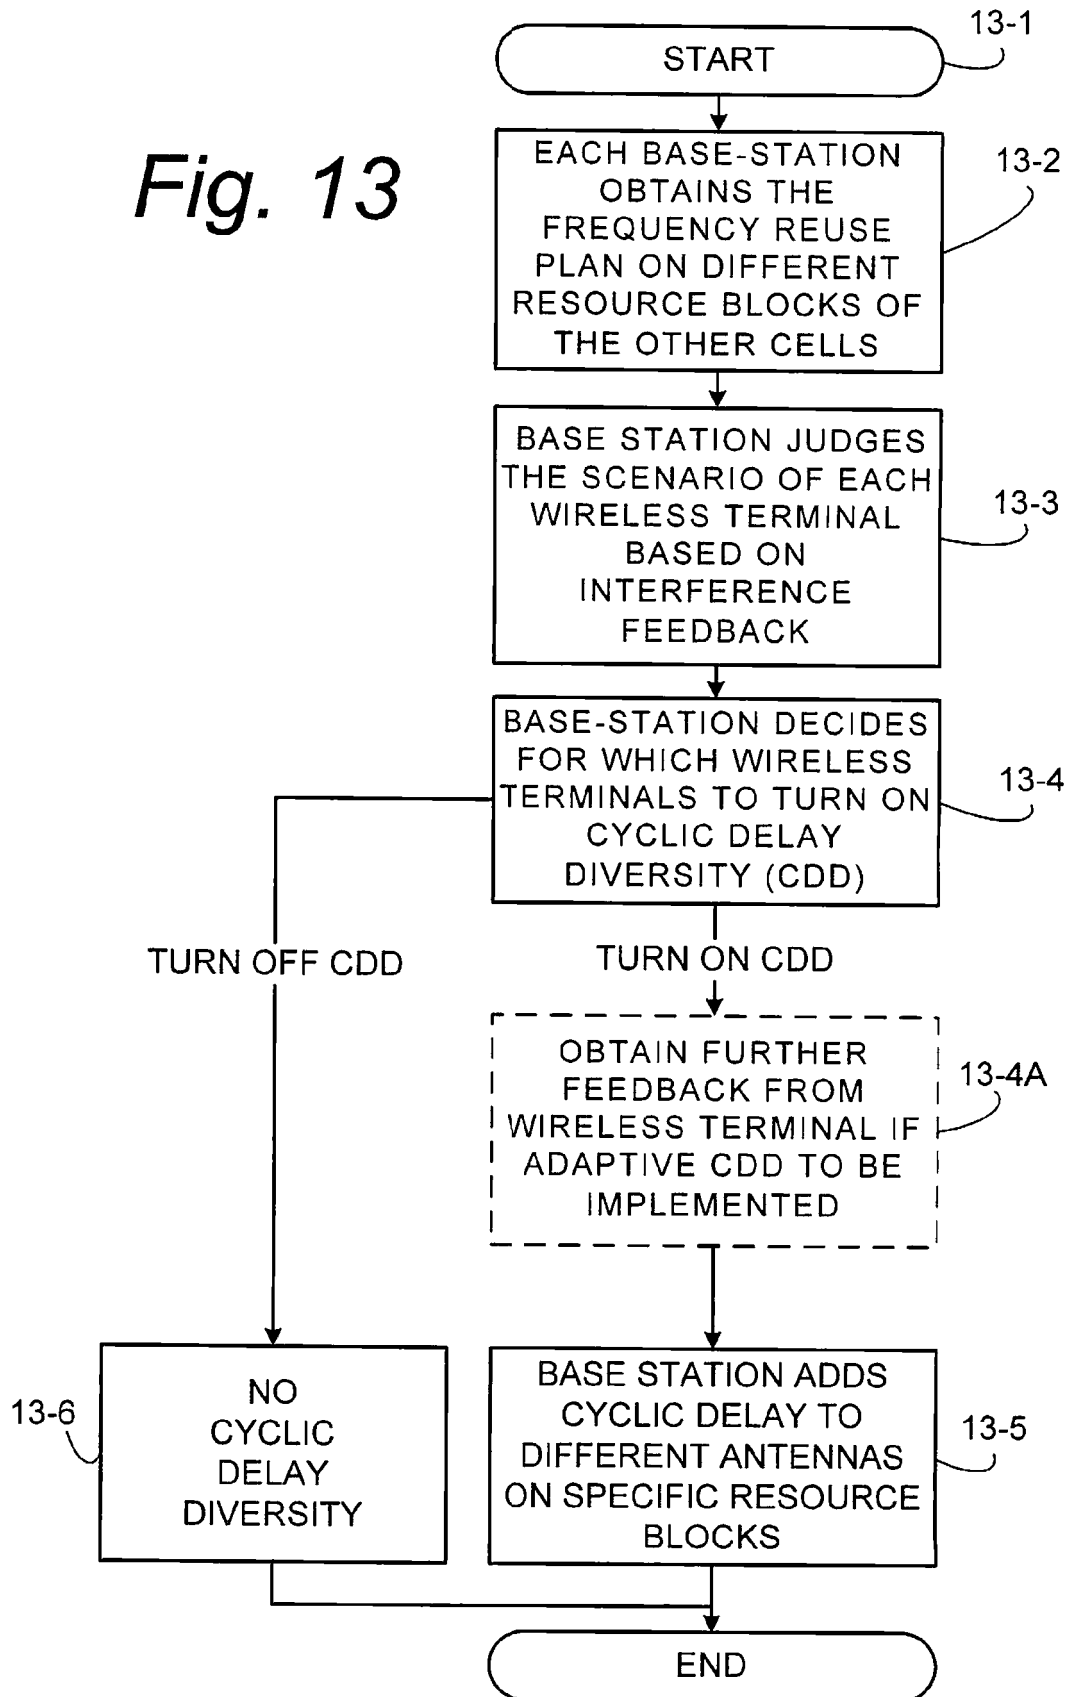 13-1
START
Fig. 13
EACH BASE-STATION
OBTAINS THE
FREQUENCY REUSE
PLAN ON DIFFERENT
RESOURCE BLOCKS OF
THE OTHER CELLS
13-2
BASE STATION JUDGES
THE SCENARIO OF EACH
WIRELESS TERMINAL
BASED ON
INTERFERENCE
FEEDBACK
13-3
BASE-STATION DECIDES
FOR WHICH WIRELESS
TERMINALS TO TURN ON
CYCLIC DELAY
DIVERSITY (CDD)
13-4
TURN OFF CDD
TURN ON CDD
OBTAIN FURTHER
FEEDBACK FROM
WIRELESS TERMINAL IF
ADAPTIVE CDD TO BE
IMPLEMENTED
13-4A
13-6
NO
CYCLIC
DELAY
DIVERSITY
BASE STATION ADDS
CYCLIC DELAY TO
DIFFERENT ANTENNAS
ON SPECIFIC RESOURCE
BLOCKS
13-5
END